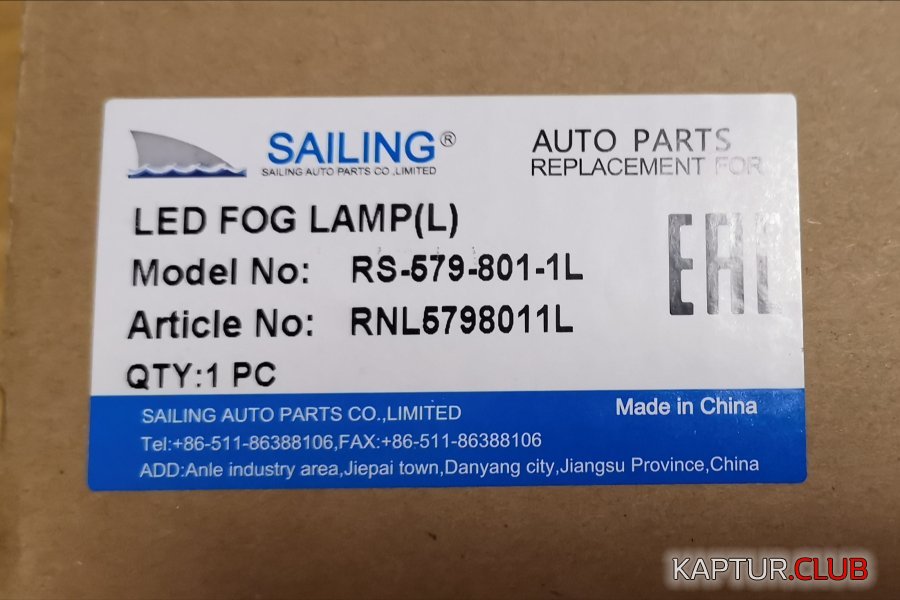 SAILING®
SAILING AUTO PARTS CO.,LIMITED
AUTO PARTS
REPLACEMENT FOR
LED FOG LAMP(L)
Model No: RS-579-801-1L
Article No: RNL5798011L
QTY:1 PC
EAC
SAILING AUTO PARTS CO.,LIMITED
Made in China
Tel:+86-511-86388106,FAX:+86-511-86388106
ADD:Anle industry area,Jiepai town,Danyang city,Jiangsu Province,China
KAPTUR.CLUB